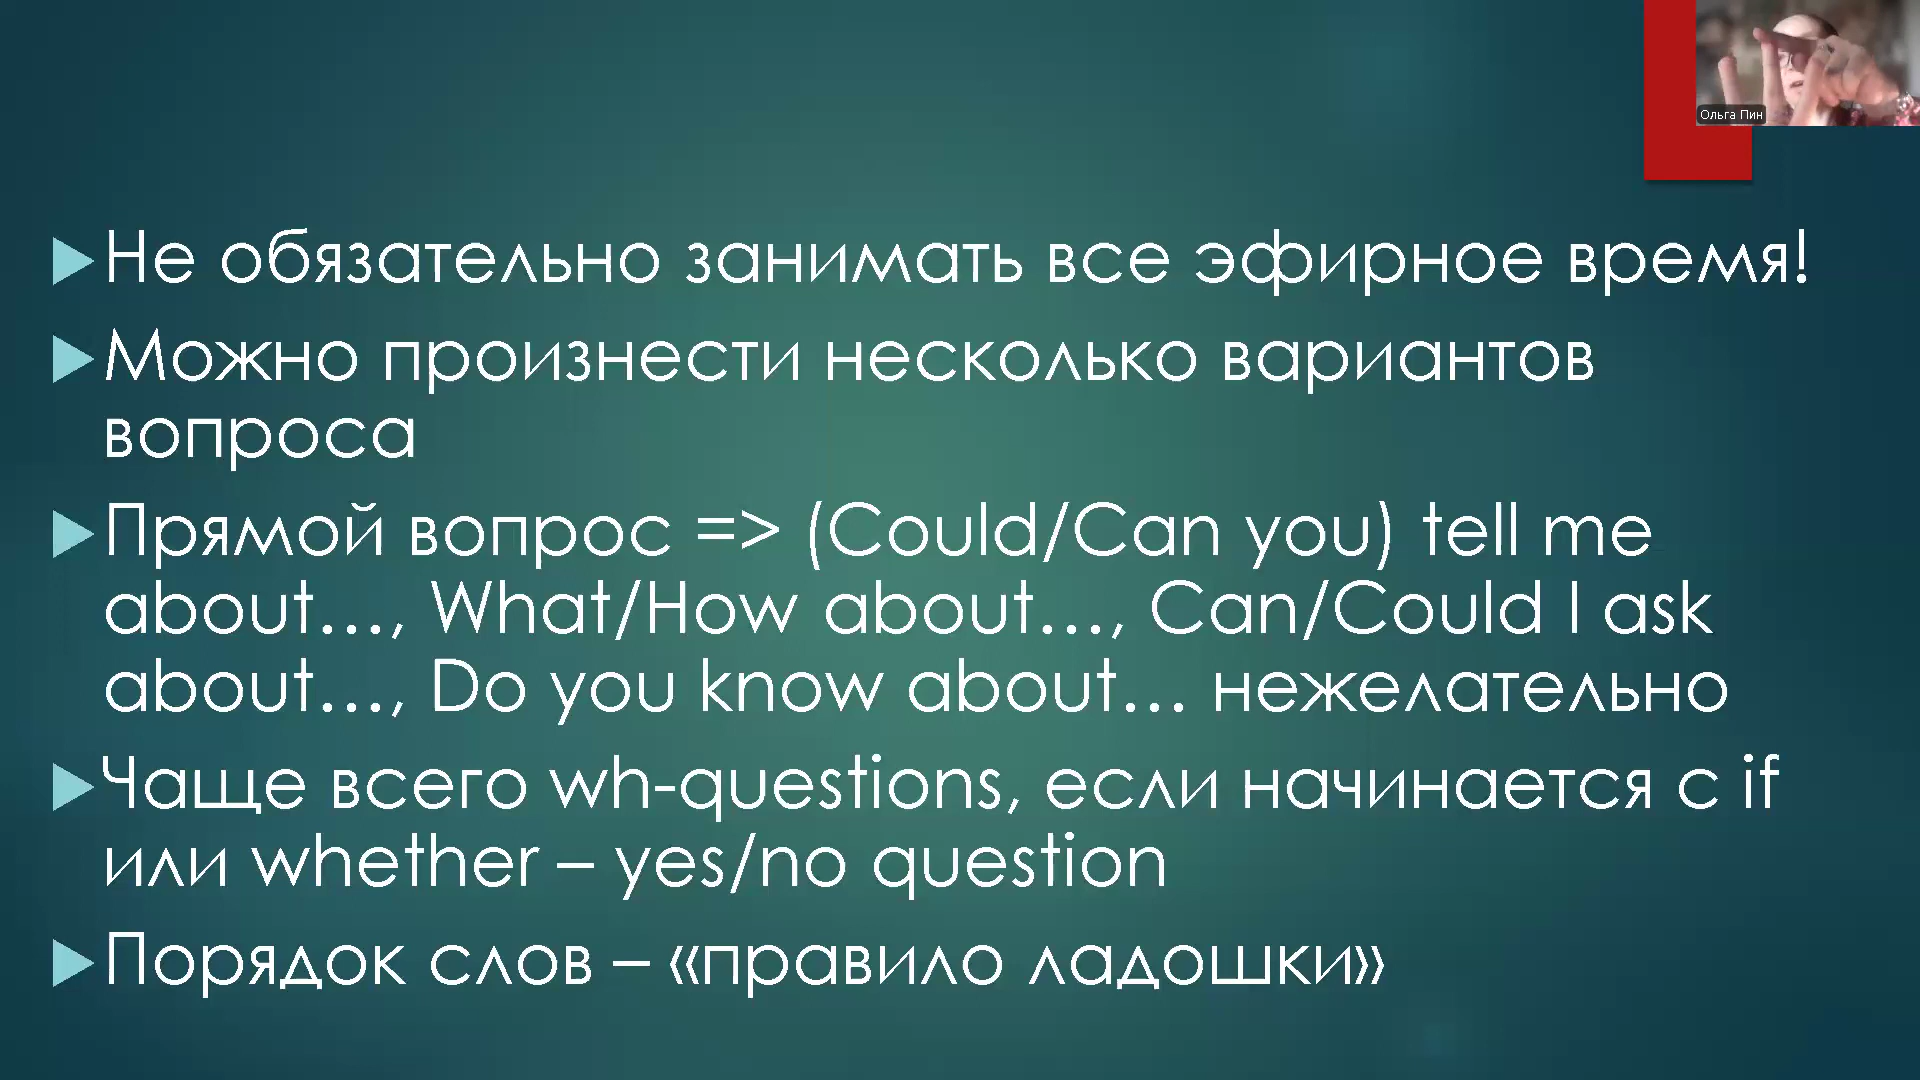 Ольга Пин
Не обязательно занимать все эфирное время!
Можно произнести несколько вариантов
вопроса
Прямой вопрос => (Could/Can you) tell me
about…, What/How about…, Can/Could I ask
about…, Do you know about… нежелательно
Чаще всего wh-questions, если начинается с if
или whether – yes/no question
Порядок слов – «правило ладошки»